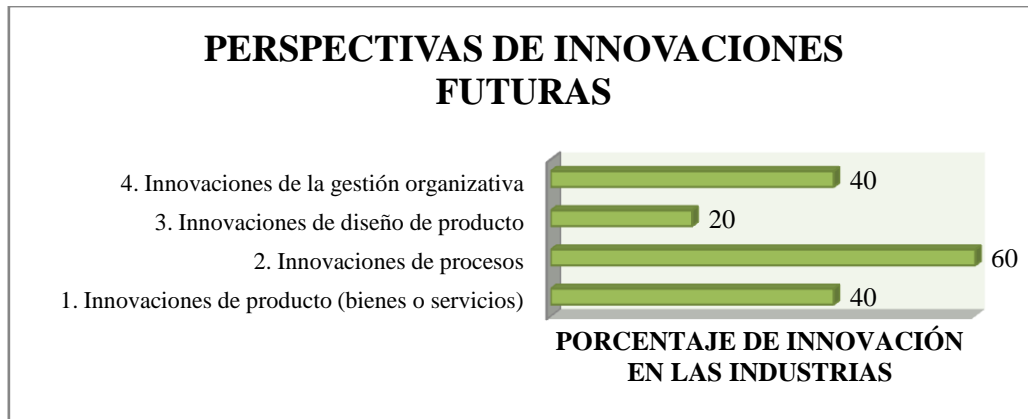 PERSPECTIVAS DE INNOVACIONES
FUTURAS
4. Innovaciones de la gestión organizativa
40
3. Innovaciones de diseño de producto
20
2. Innovaciones de procesos
60
1. Innovaciones de producto (bienes o servicios)
40
PORCENTAJE DE INNOVACIÓN
EN LAS INDUSTRIAS